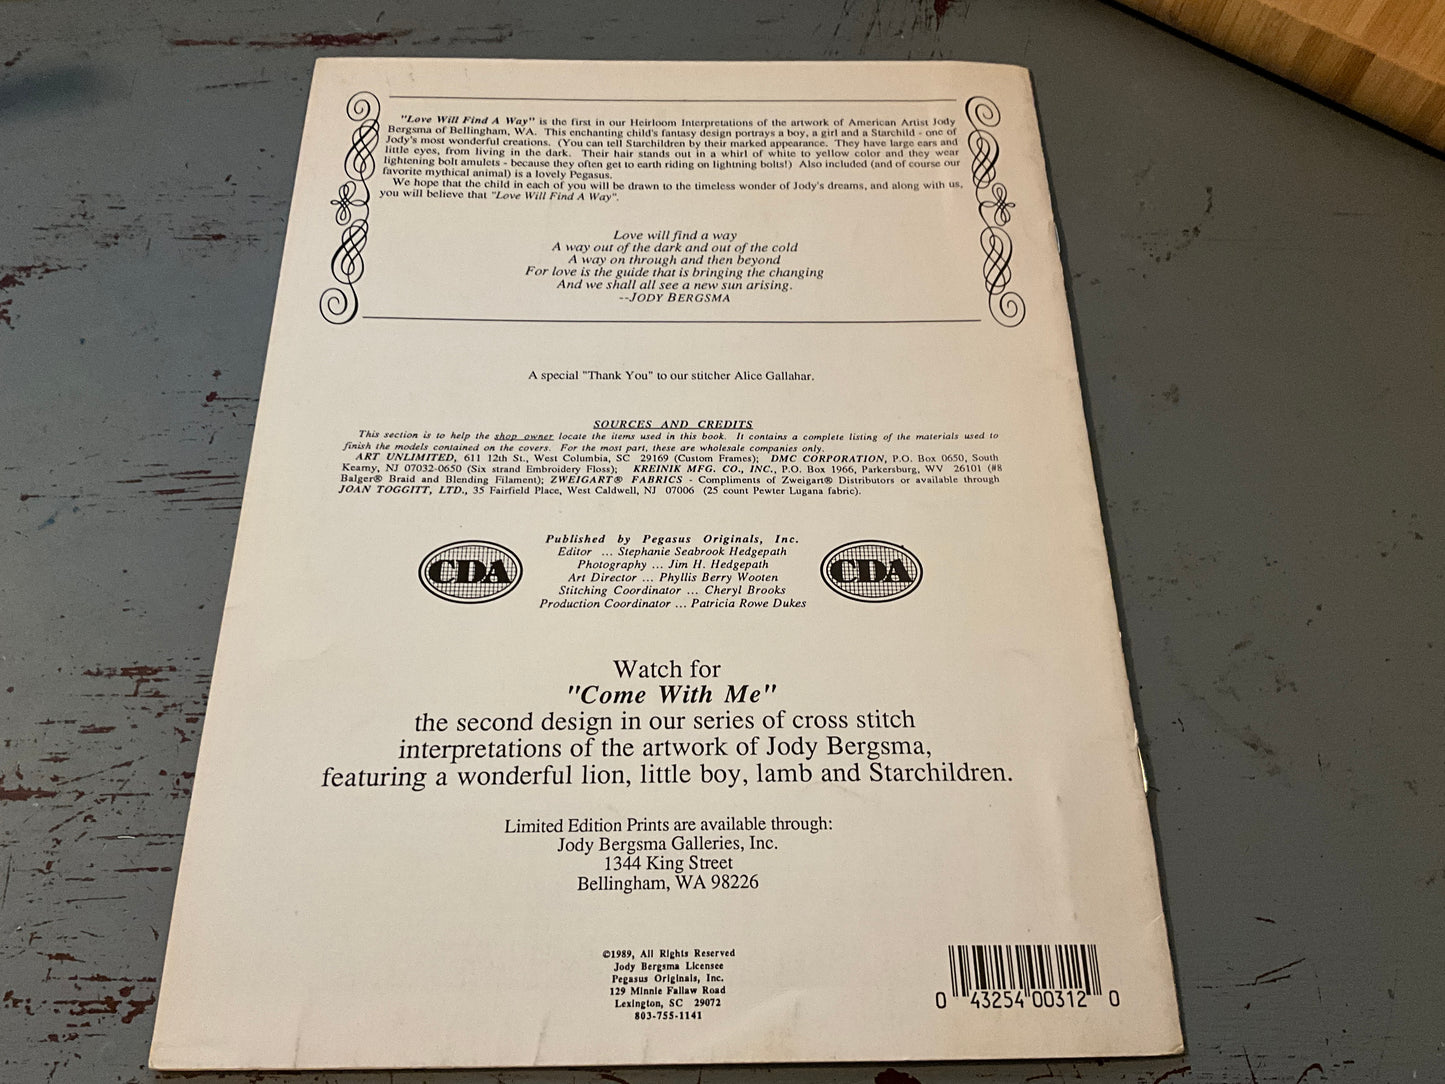 "Love Will Find A Way" is the first in our Heirloom Interpretations of the artwork of American Artist Jody
Bergsma of Bellingham, WA. This enchanting child's fantasy design portrays a boy, a girl and a Starchild - one of
Jody's most wonderful creations. (You can tell Starchildren by their marked appearance. They have large ears and
little eyes, from living in the dark. Their hair stands out in a whirl of white to yellow color and they wear
lightening bolt amulets - because they often get to earth riding on lightning bolts!) Also included (and of course our
favorite mythical animal) is a lovely Pegasus.
We hope that the child in each of you will be drawn to the timeless wonder of Jody's dreams, and along with us,
you will believe that "Love Will Find A Way".
Love will find a way
A way out of the dark and out of the cold
A way on through and then beyond
For love is the guide that is bringing the changing
And we shall all see a new sun arising.
--JODY BERGSMA
A special "Thank You" to our stitcher Alice Gallahar.
SOURCES AND CREDITS
This section is to help the shop owner locate the items used in this book. It contains a complete listing of the materials used to
finish the models contained on the covers. For the most part, these are wholesale companies only.
ART UNLIMITED, 611 12th St., West Columbia, SC 29169 (Custom Frames); DMC CORPORATION, P.O. Box 0650, South
Kearny, NJ 07032-0650 (Six strand Embroidery Floss); KREINIK MFG. CO., INC., P.O. Box 1966, Parkersburg, WV 26101 (#8
Balger® Braid and Blending Filament); ZWEIGART® FABRICS - Compliments of Zweigart® Distributors or available through
JOAN TOGGITT, LTD., 35 Fairfield Place, West Caldwell, NJ 07006 (25 count Pewter Lugana fabric).
Published by Pegasus Originals, Inc.
Editor ... Stephanie Seabrook Hedgepath
Photography ... Jim H. Hedgepath
Art Director ... Phyllis Berry Wooten
Stitching Coordinator ... Cheryl Brooks
Production Coordinator ... Patricia Rowe Dukes
CDA
CDA
Watch for
"Come With Me"
the second design in our series of cross stitch
interpretations of the artwork of Jody Bergsma,
featuring a wonderful lion, little boy, lamb and Starchildren.
Limited Edition Prints are available through:
Jody Bergsma Galleries, Inc.
1344 King Street
Bellingham, WA 98226
©1989, All Rights Reserved
Jody Bergsma Licensee
Pegasus Originals, Inc.
129 Minnie Fallaw Road
Lexington, SC 29072
803-755-1141
0 43254 00312 0